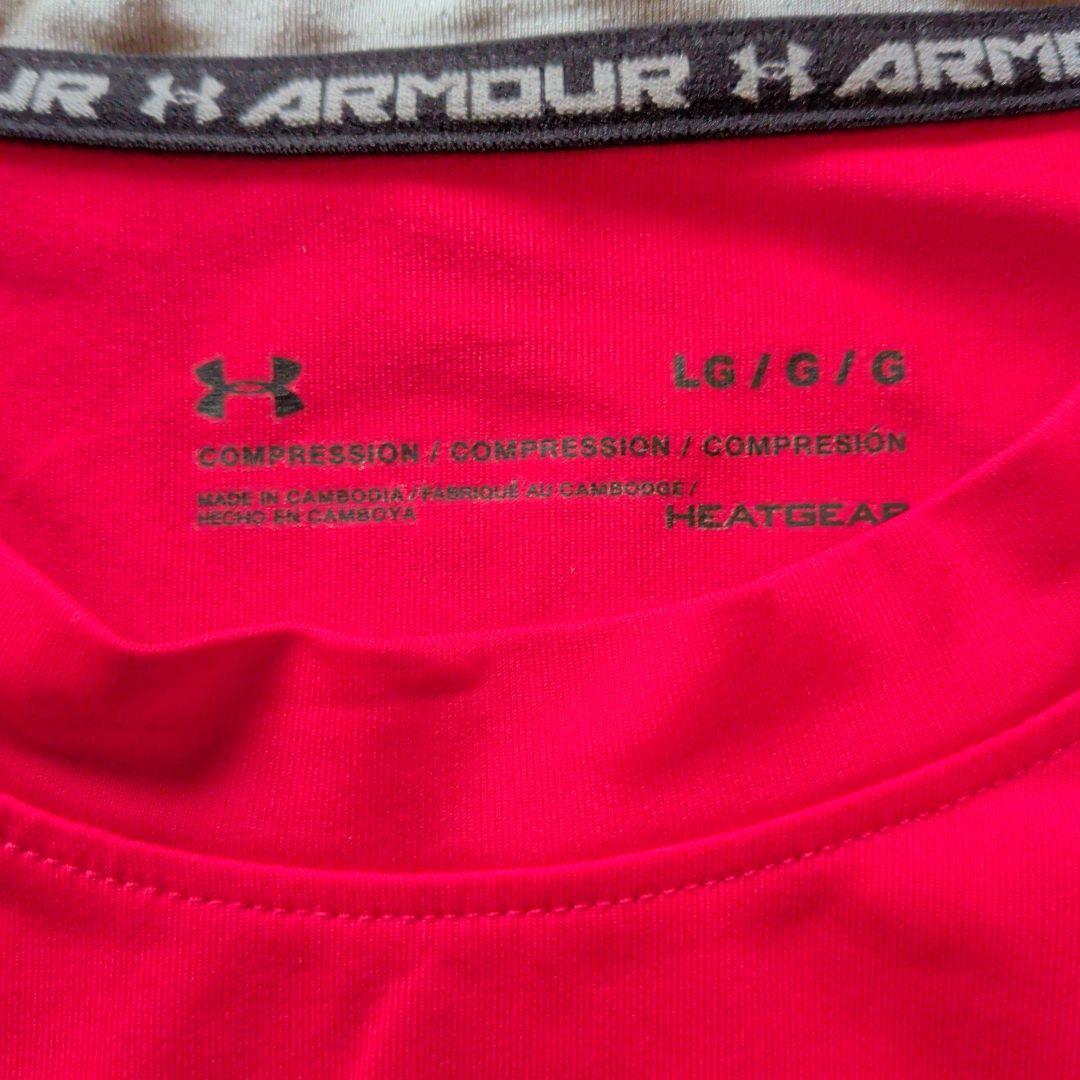 UR ARMOUR ARM
LG / G / G
COMPRESSION / COMPRESSION / COMPRESIÓN
MADE IN CAMBODIA / FABRIQUÉ AU CAMBODGE /
HECHO EN CAMBOYA
HEATGEAR